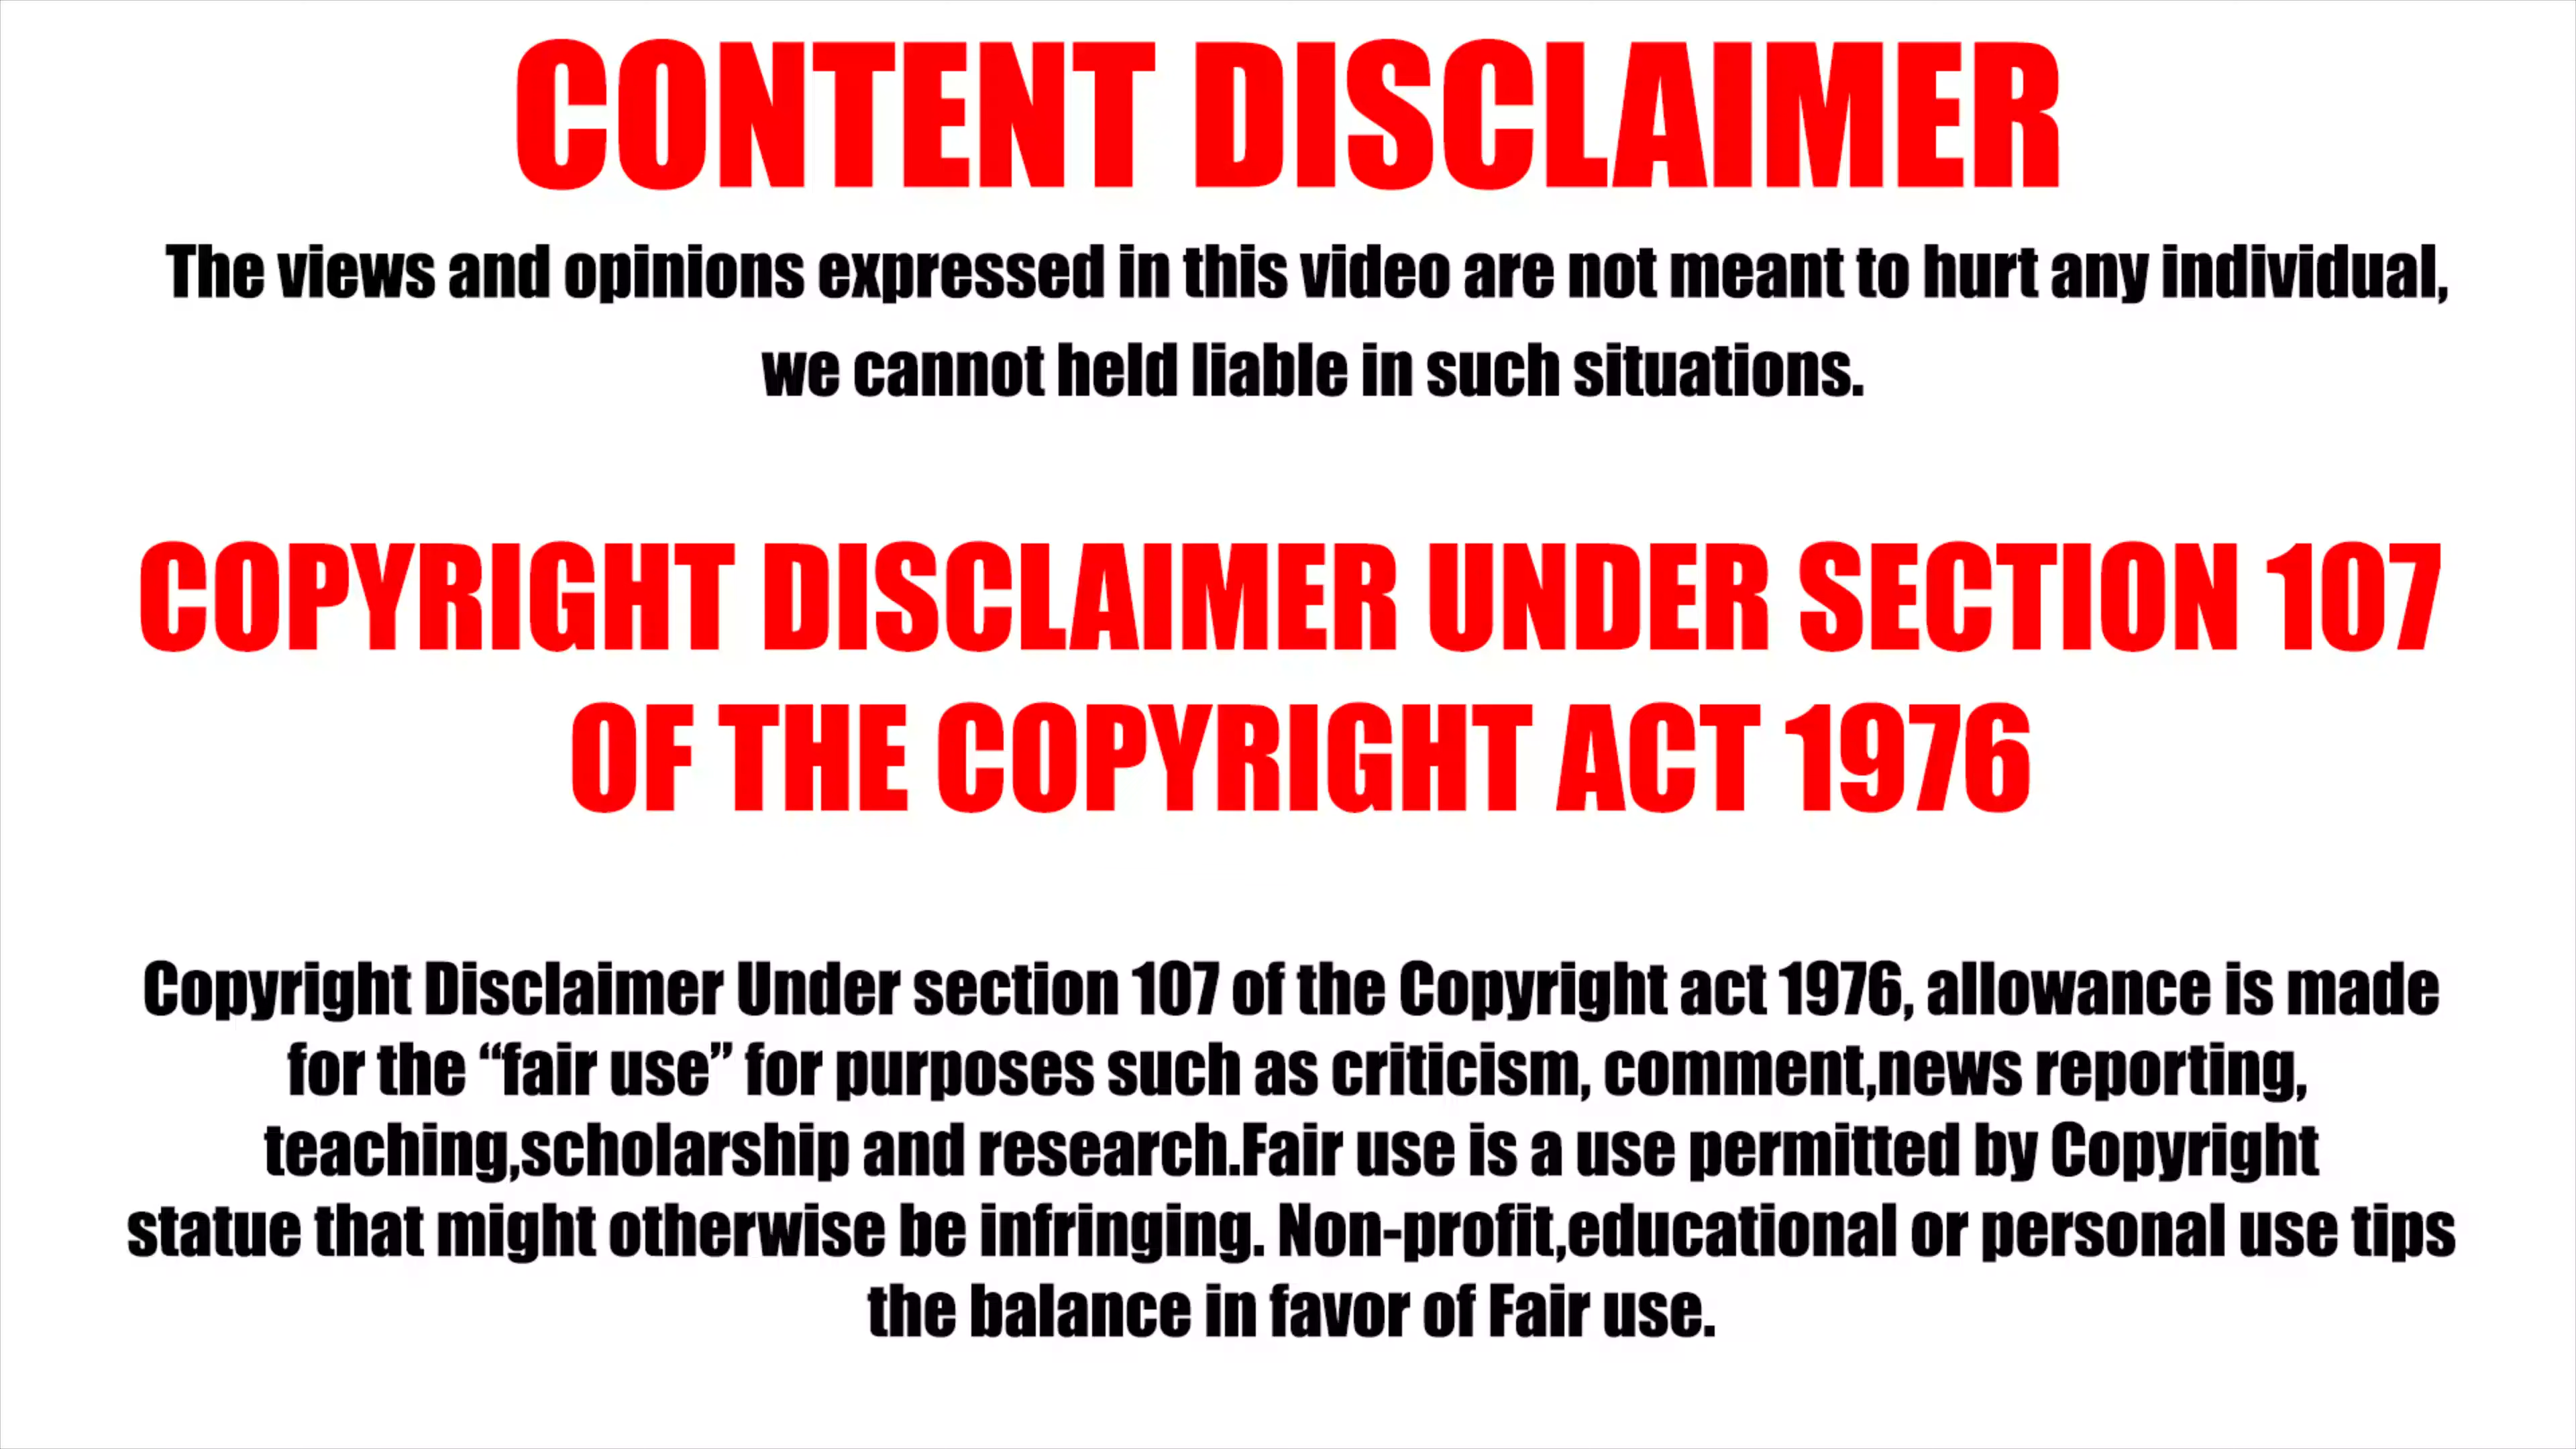 CONTENT DISCLAIMER
The views and opinions expressed in this video are not meant to hurt any individual,
we cannot held liable in such situations.
COPYRIGHT DISCLAIMER UNDER SECTION 107
OF THE COPYRIGHT ACT 1976
Copyright Disclaimer Under section 107 of the Copyright act 1976, allowance is made
for the “fair use” for purposes such as criticism, comment,news reporting,
teaching,scholarship and research.Fair use is a use permitted by Copyright
statue that might otherwise be infringing. Non-profit,educational or personal use tips
the balance in favor of Fair use.